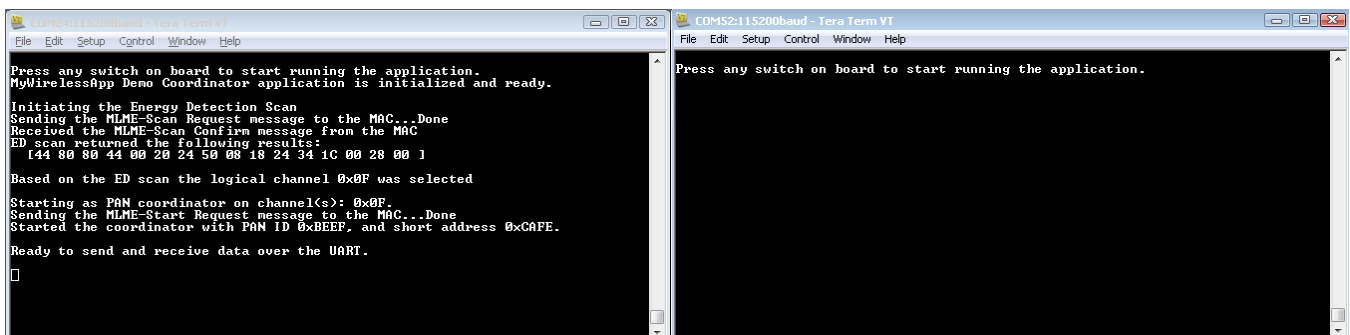 COM24:115200baud - Tera Term VT
File Edit Setup Control Window Help
Press any switch on board to start running the application.
MyWirelessApp Demo Coordinator application is initialized and ready.
Initiating the Energy Detection Scan
Sending the MLME-Scan Request message to the MAC...Done
Received the MLME-Scan Confirm message from the MAC
ED scan returned the following results:
[44 80 80 44 00 20 24 50 08 18 24 34 1C 00 28 00 ]
Based on the ED scan the logical channel 0x0F was selected
Starting as PAN coordinator on channel(s): 0x0F.
Sending the MLME-Start Request message to the MAC...Done
Started the coordinator with PAN ID 0xBEEF, and short address 0xCAFE.
Ready to send and receive data over the UART.
COM52:115200baud - Tera Term VT
File Edit Setup Control Window Help
Press any switch on board to start running the application.